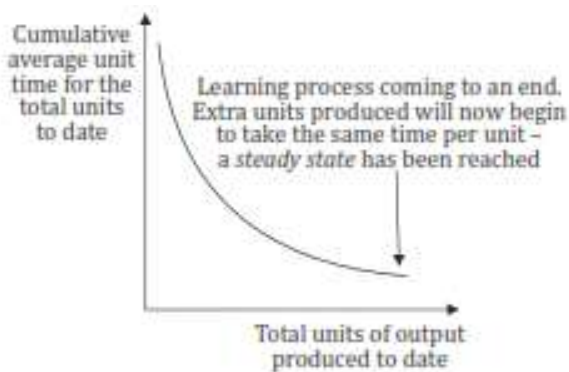 Cumulative
average unit
time for the
total units
to date
Learning process coming to an end.
Extra units produced will now begin
to take the same time per unit –
a steady state has been reached
Total units of output
produced to date